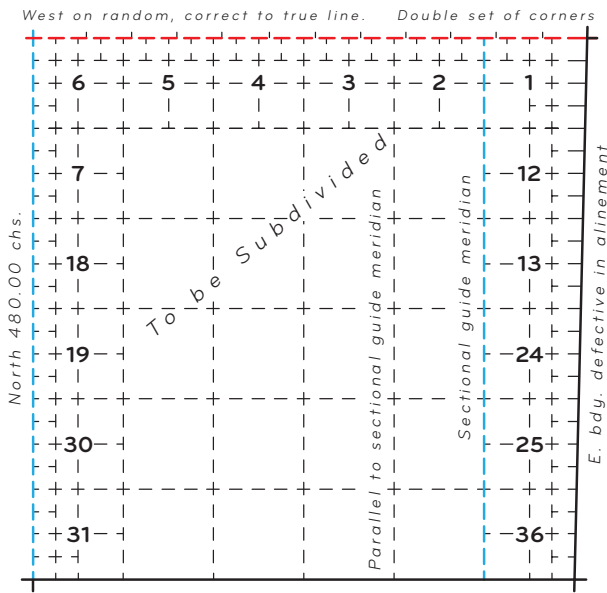 West on random, correct to true line. Double set of corners
6 5 4 3 2 1
7 12
18 13
19 24
30 25
31 36
To be Subdivided
North 480.00 chs.
Parallel to sectional guide meridian
Sectional guide meridian
E. bdy. defective in alinement